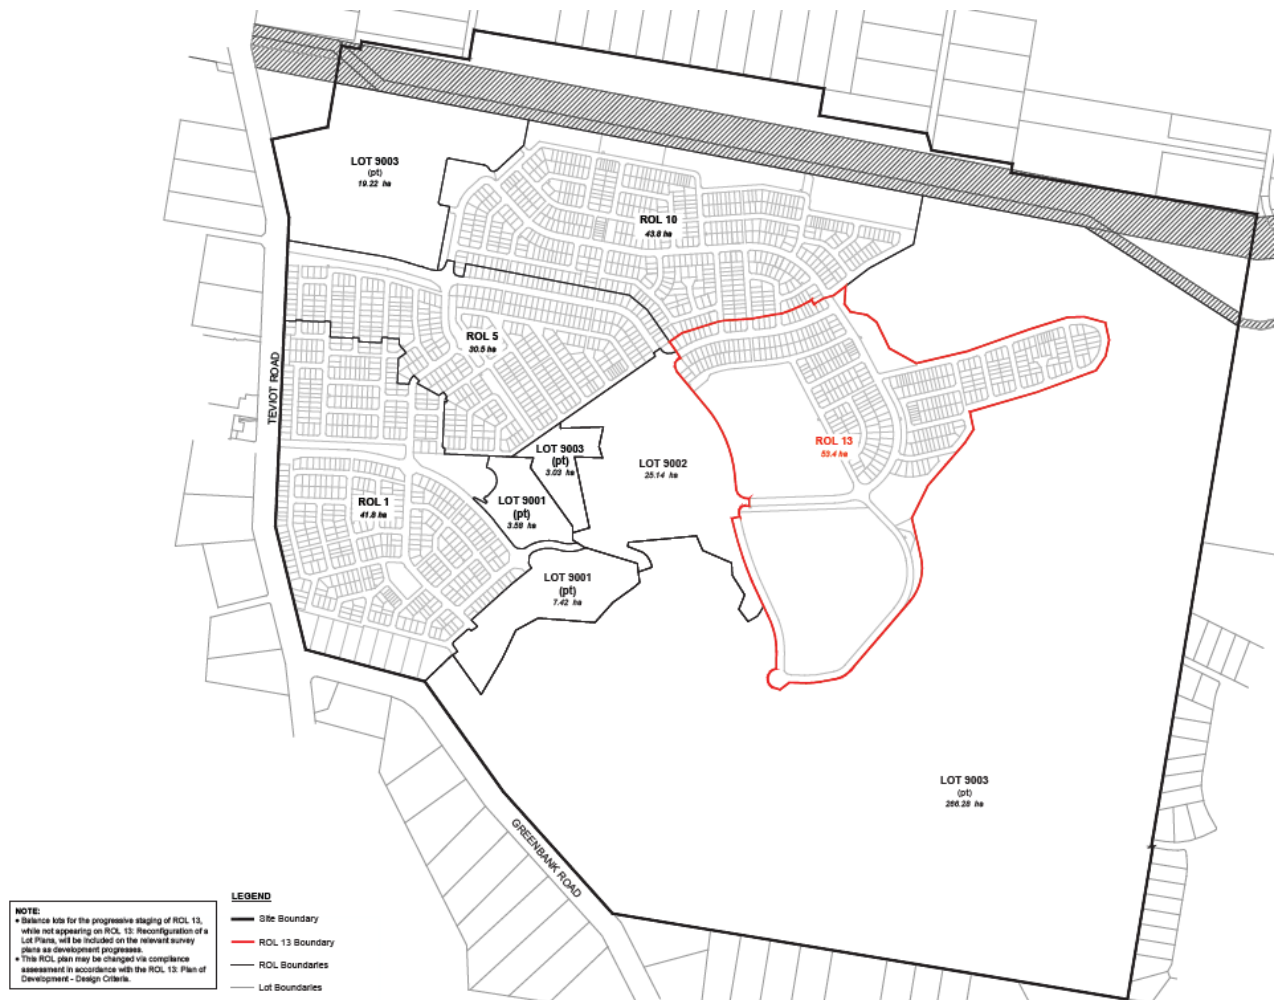 LOT 9003
(pt)
19.22 ha
ROL 10
43.6 ha
ROL 5
30.5 ha
TEVIOT ROAD
ROL 13
53.4 ha
LOT 9003
(pt)
3.03 ha
LOT 9002
25.14 ha
LOT 9001
(pt)
3.58 ha
ROL 1
41.8 ha
LOT 9001
(pt)
7.42 ha
LOT 9003
(pt)
266.28 ha
GREENBANK ROAD
NOTE:
• Balance lots for the progressive staging of ROL 13,
while not appearing on ROL 13: Reconfiguration of a
Lot Plans, will be included on the relevant survey
plans as development progresses.
• This ROL plan may be changed via compliance
assessment in accordance with the ROL 13: Plan of
Development - Design Criteria.
LEGEND
Site Boundary
ROL 13 Boundary
ROL Boundaries
Lot Boundaries